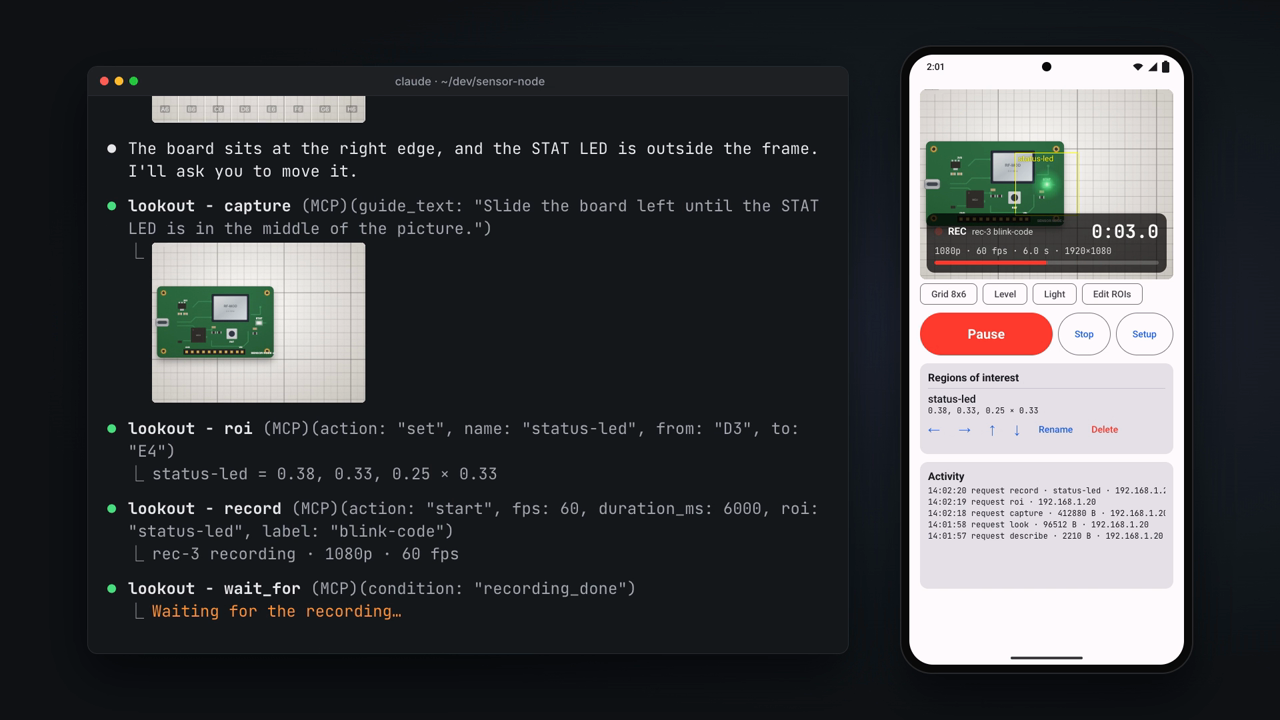 claude · ~/dev/sensor-node
A6 B6 C6 D6 E6 F6 G6 H6
The board sits at the right edge, and the STAT LED is outside the frame.
I'll ask you to move it.
lookout - capture (MCP)(guide_text: "Slide the board left until the STAT
LED is in the middle of the picture.")
lookout - roi (MCP)(action: "set", name: "status-led", from: "D3", to:
"E4")
status-led = 0.38, 0.33, 0.25 × 0.33
lookout - record (MCP)(action: "start", fps: 60, duration_ms: 6000, roi:
"status-led", label: "blink-code")
rec-3 recording · 1080p · 60 fps
lookout - wait_for (MCP)(condition: "recording_done")
Waiting for the recording…
2:01
status-led
REC rec-3 blink-code 0:03.0
1080p · 60 fps · 6.0 s · 1920×1080
Grid 8x6 Level Light Edit ROIs
Pause Stop Setup
Regions of interest
status-led
0.38, 0.33, 0.25 × 0.33
← → ↑ ↓ Rename Delete
Activity
14:02:20 request record · status-led · 192.168.1.2
14:02:19 request roi · 192.168.1.20
14:02:18 request capture · 412880 B · 192.168.1.20
14:01:58 request look · 96512 B · 192.168.1.20
14:01:57 request describe · 2210 B · 192.168.1.20